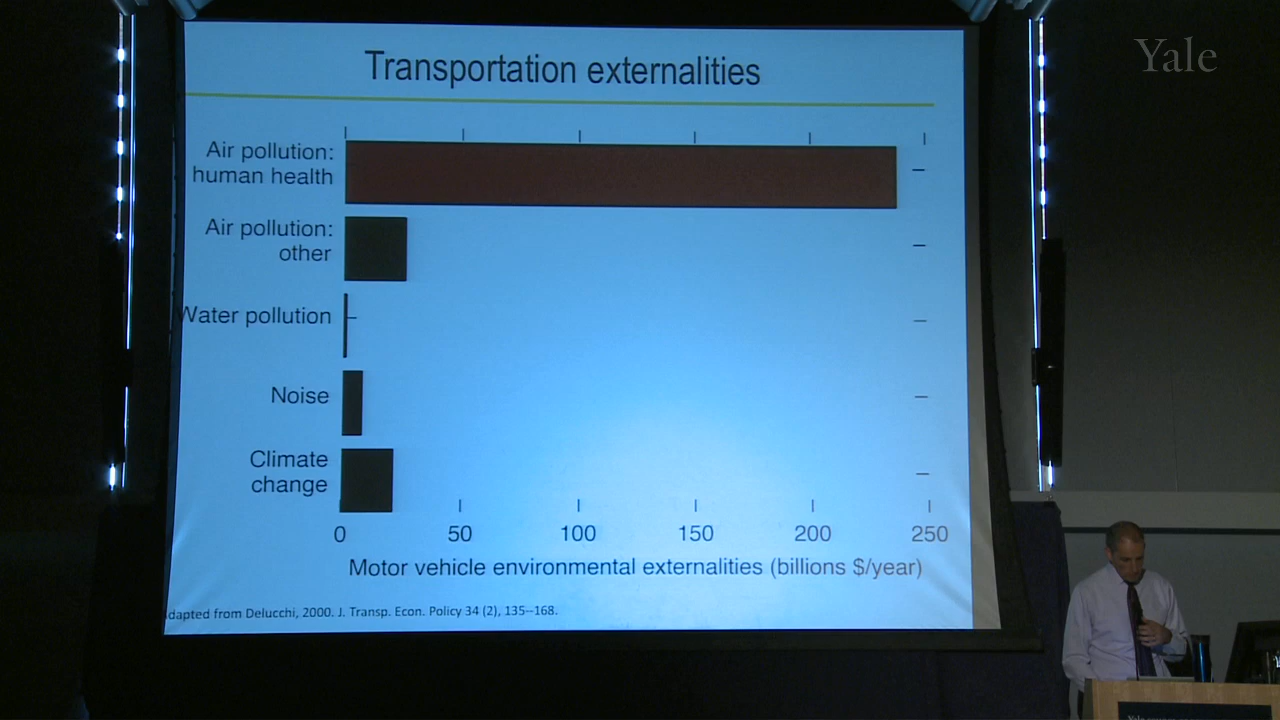 Yale
Transportation externalities
Air pollution:
human health
Air pollution:
other
Water pollution
Noise
Climate
change
0 50 100 150 200 250
Motor vehicle environmental externalities (billions $/year)
dapted from Delucchi, 2000. J. Transp. Econ. Policy 34 (2), 135--168.